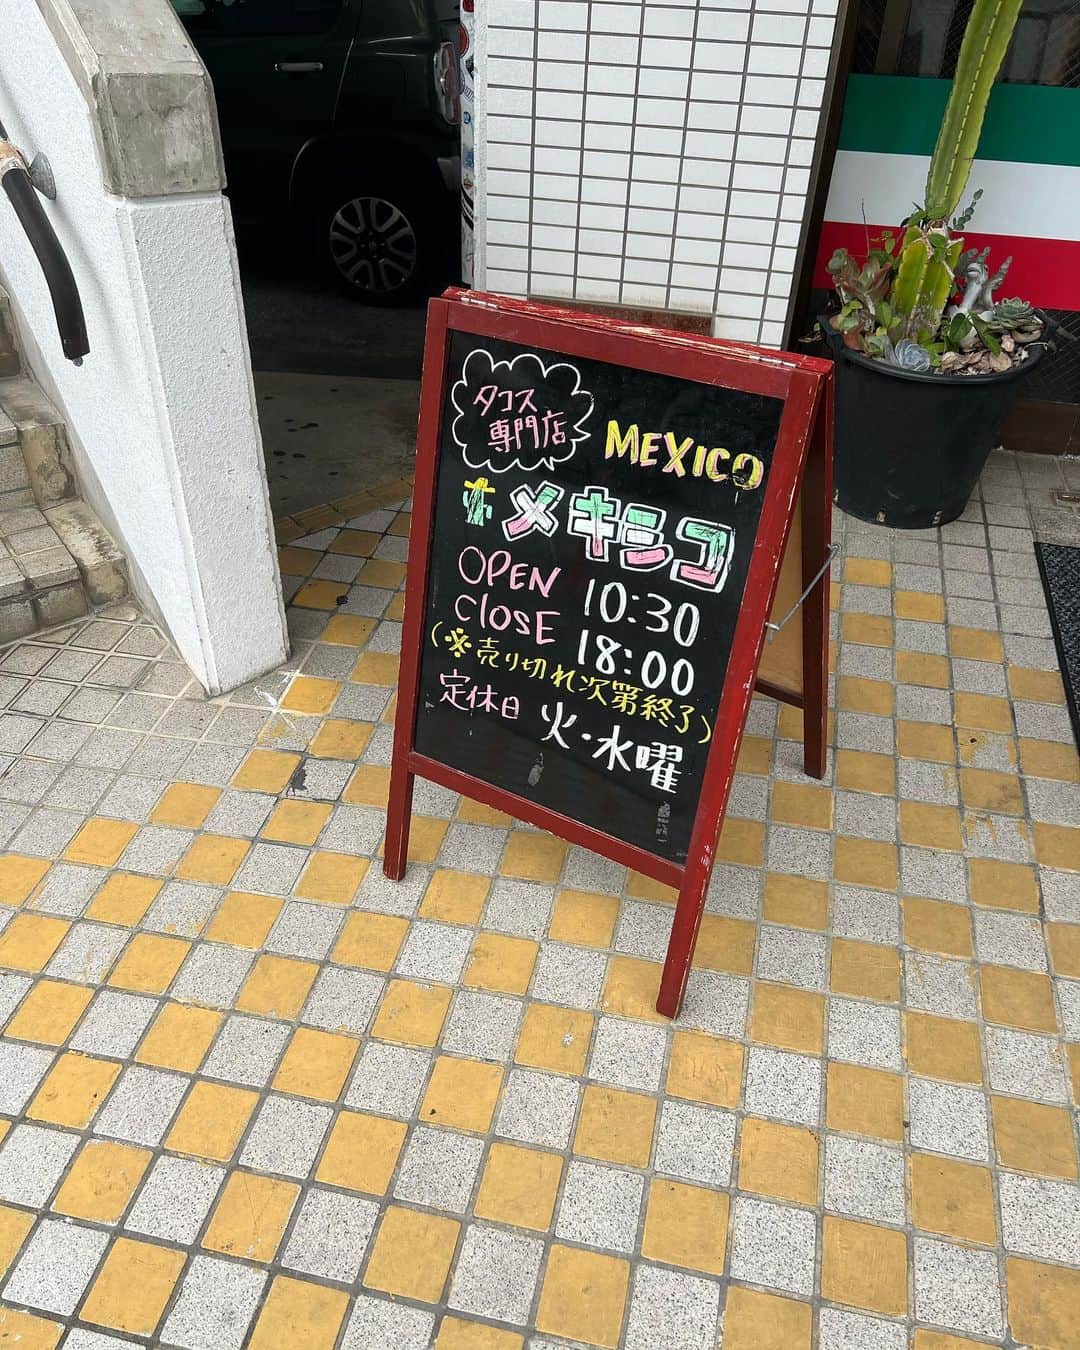 タコス
専門店
MEXICO
メキシコ
OPEN 10:30
CloSE 18:00
(※売り切れ次第終了)
定休日 火・水曜